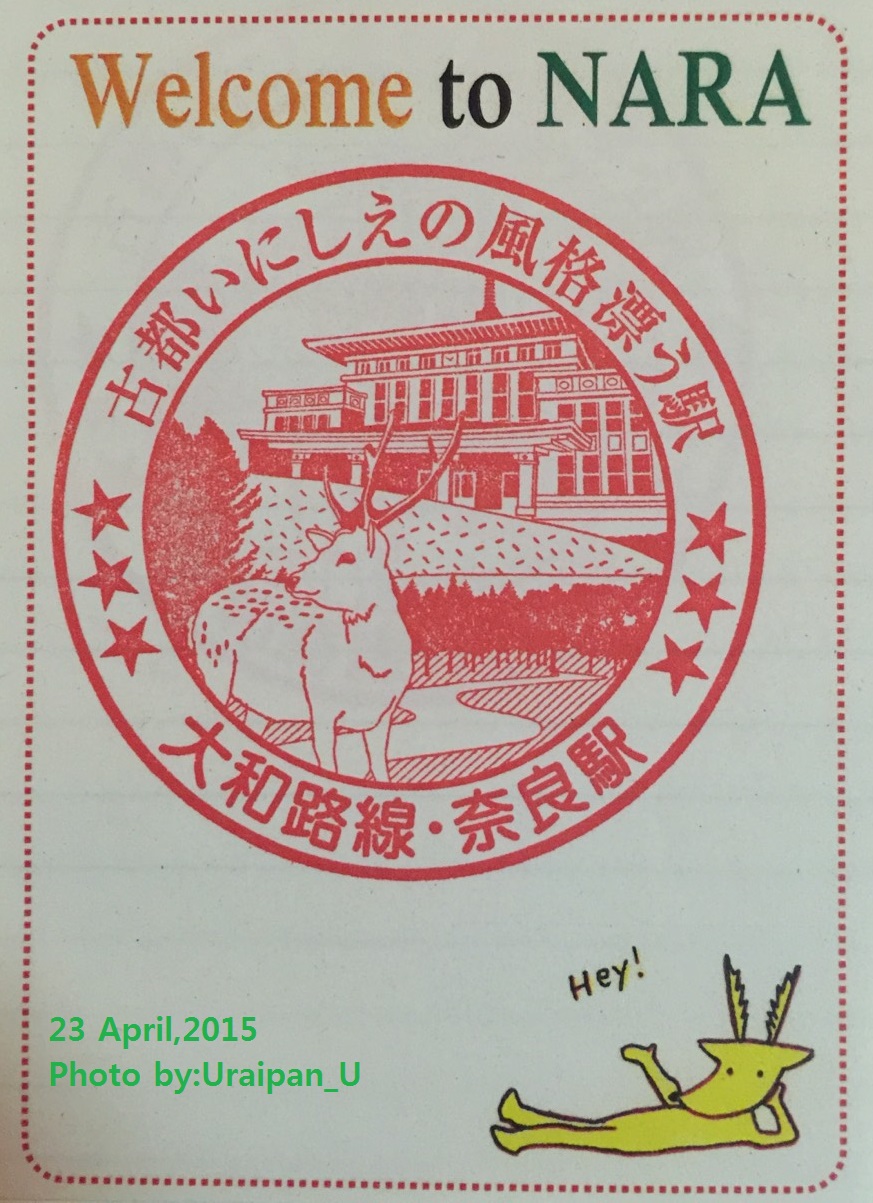 Welcome to NARA
古都いにしえの風格漂う駅
大和路線・奈良駅
Hey!
23 April,2015
Photo by:Uraipan_U